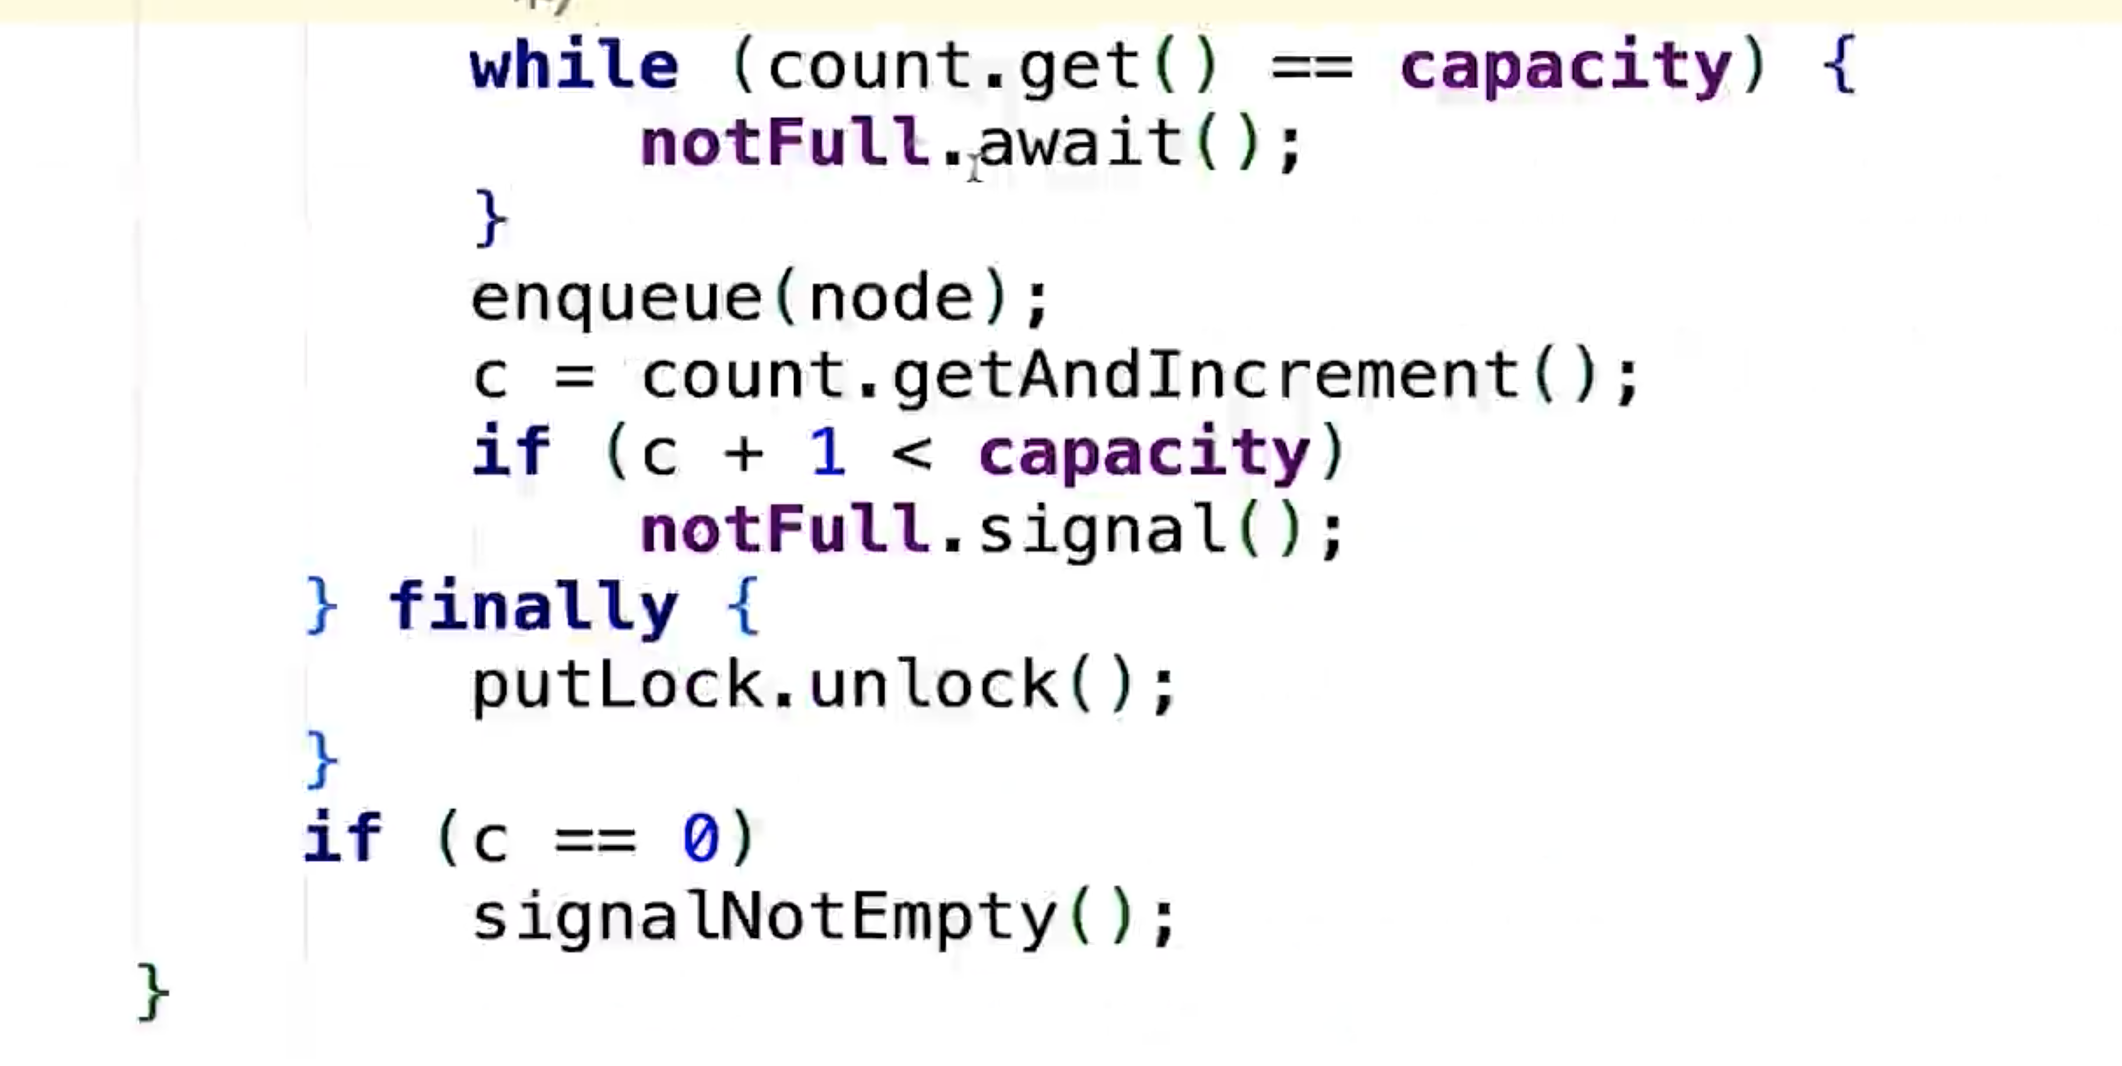 */
while (count.get() == capacity) {
notFull.await();
}
enqueue(node);
c = count.getAndIncrement();
if (c + 1 < capacity)
notFull.signal();
} finally {
putLock.unlock();
}
if (c == 0)
signalNotEmpty();
}